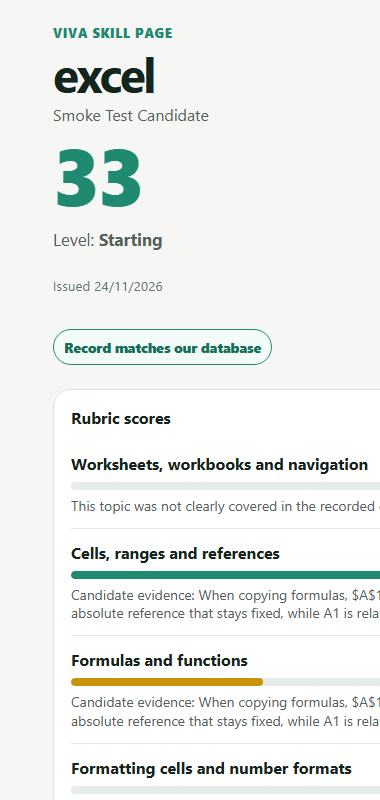 VIVA SKILL PAGE
excel
Smoke Test Candidate
33
Level: Starting
Issued 24/11/2026
Record matches our database
Rubric scores
Worksheets, workbooks and navigation
This topic was not clearly covered in the recorded
Cells, ranges and references
Candidate evidence: When copying formulas, $A$1
absolute reference that stays fixed, while A1 is rela
Formulas and functions
Candidate evidence: When copying formulas, $A$1
absolute reference that stays fixed, while A1 is rela
Formatting cells and number formats